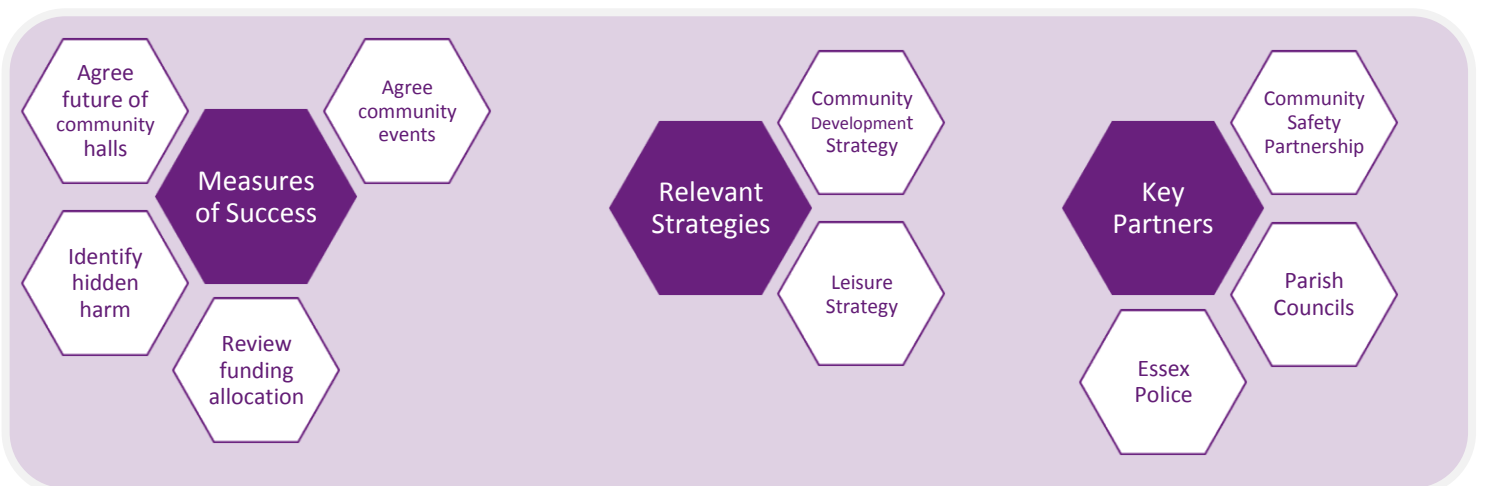 Agree
future of
community
halls
Agree
community
events
Measures
of Success
Identify
hidden
harm
Review
funding
allocation
Community
Development
Strategy
Relevant
Strategies
Leisure
Strategy
Community
Safety
Partnership
Key
Partners
Parish
Councils
Essex
Police